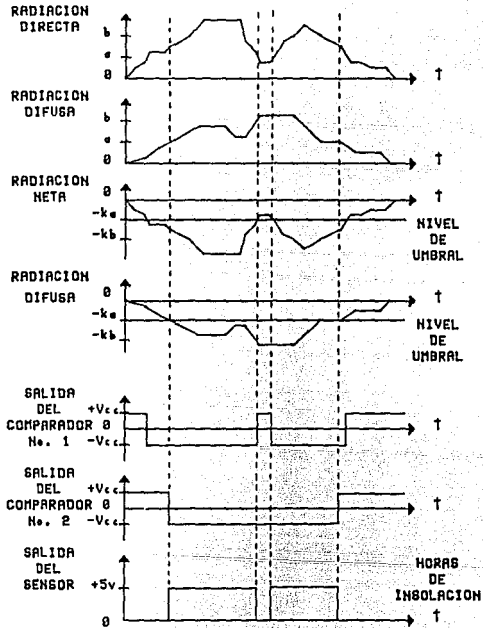 RADIACION
DIRECTA
b
a
0
t
RADIACION
DIFUSA
b
a
0
t
RADIACION
NETA
0
-ka
-kb
t
NIVEL
DE
UMBRAL
RADIACION
DIFUSA
0
-ka
-kb
t
NIVEL
DE
UMBRAL
SALIDA
DEL
COMPARADOR
No. 1
+Vcc
0
-Vcc
t
SALIDA
DEL
COMPARADOR
No. 2
+Vcc
0
-Vcc
t
SALIDA
DEL
SENSOR
+5v
0
HORAS
DE
INSOLACION
t